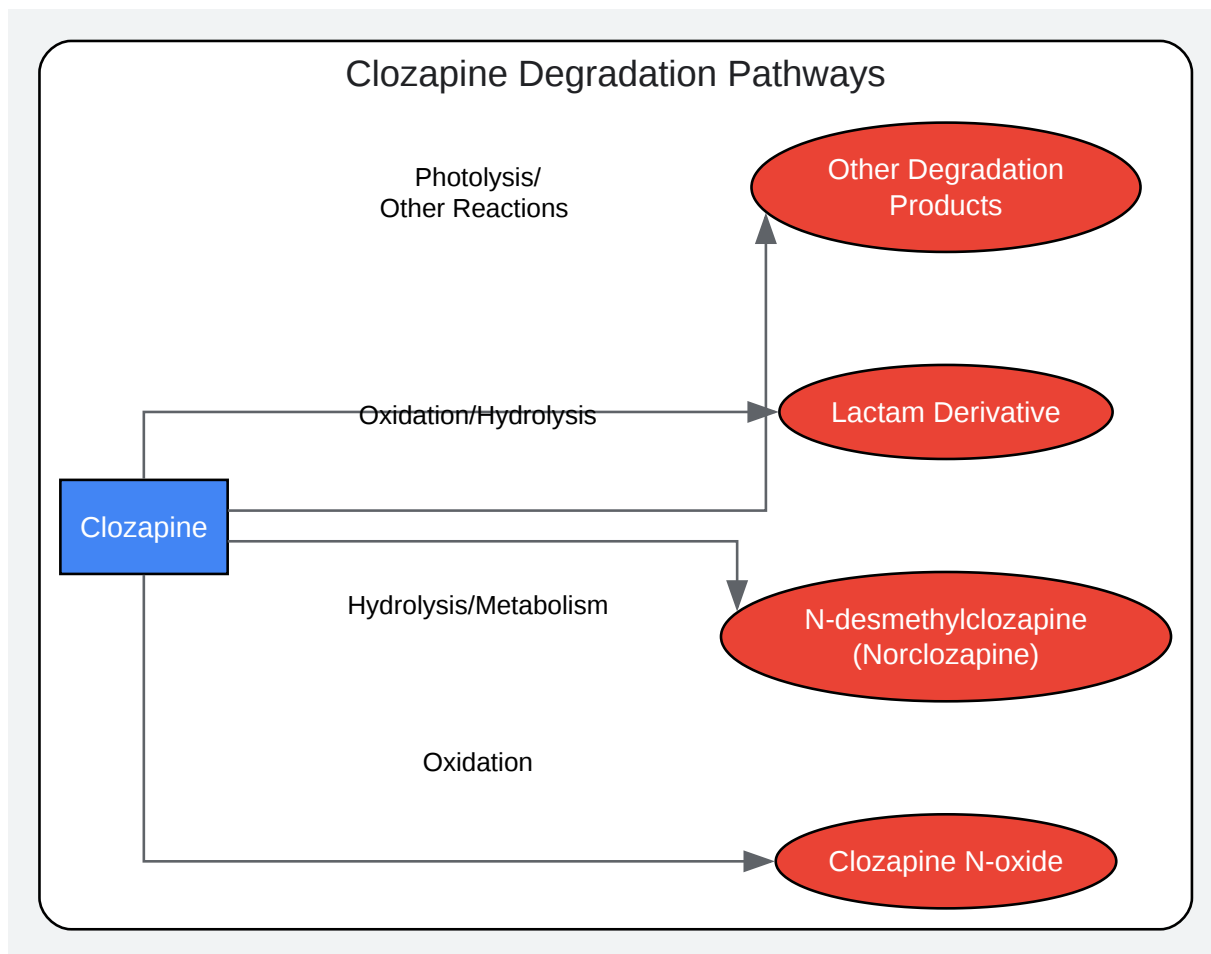 Clozapine Degradation Pathways
Photolysis/
Other Reactions
Other Degradation
Products
Oxidation/Hydrolysis
Lactam Derivative
Clozapine
Hydrolysis/Metabolism
N-desmethylclozapine
(Norclozapine)
Oxidation
Clozapine N-oxide